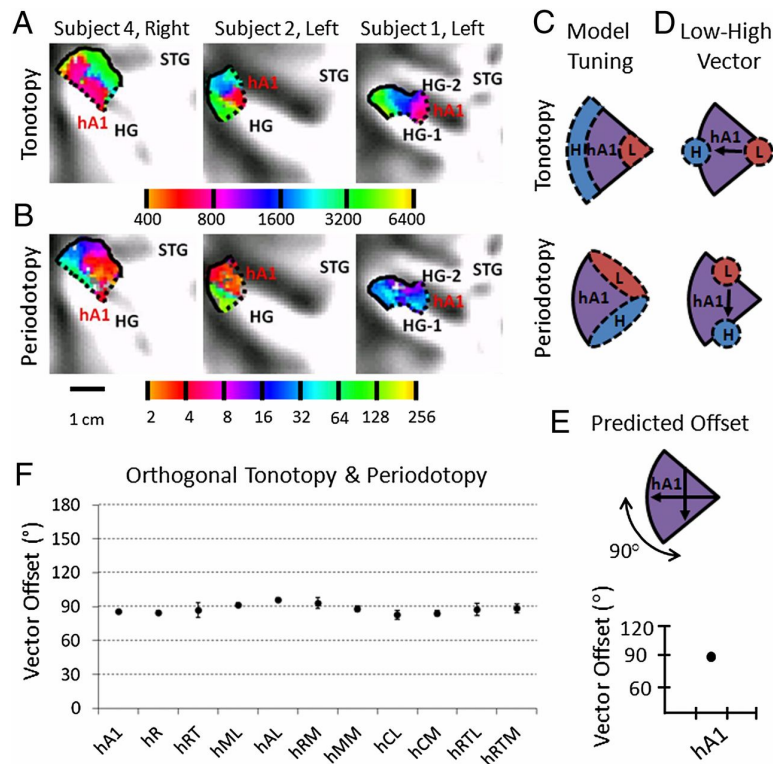 A
Subject 4, Right
Subject 2, Left
Subject 1, Left
C
Model
Tuning
D
Low-High
Vector
Tonotopy
STG
hA1
HG
STG
hA1
HG
HG-2
STG
hA1
HG-1
400 800 1600 3200 6400
Tonotopy
H hA1 L
hA1
H L
B
Periodotopy
STG
hA1
HG
STG
hA1
HG
HG-2
STG
hA1
HG-1
1 cm
2 4 8 16 32 64 128 256
Periodotopy
L
hA1
H
L
hA1
H
E
Predicted Offset
hA1
90°
Vector Offset (°)
120
90
60
hA1
F
Orthogonal Tonotopy & Periodotopy
Vector Offset (°)
180
150
120
90
60
30
0
hA1 hR hRT hML hAL hRM hMM hCL hCM hRTL hRTM